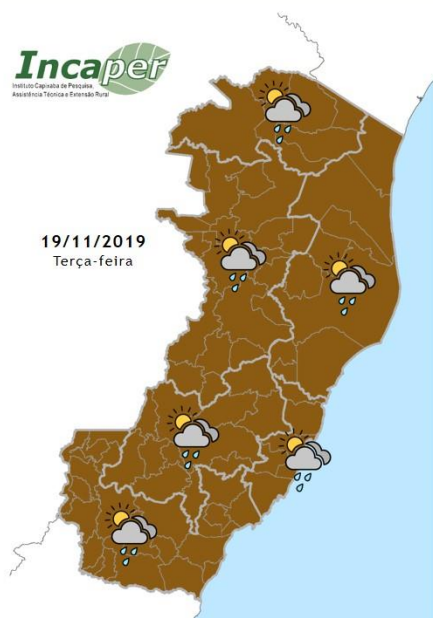 Incaper
Instituto Capixaba de Pesquisa,
Assistência Técnica e Extensão Rural
19/11/2019
Terça-feira